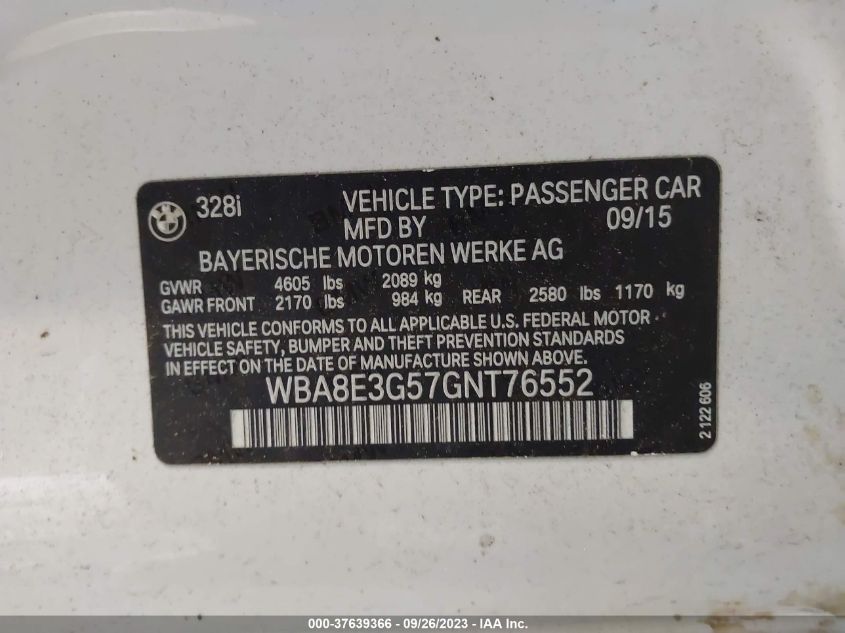 328i VEHICLE TYPE: PASSENGER CAR
MFD BY 09/15
BAYERISCHE MOTOREN WERKE AG
GVWR 4605 lbs 2089 kg
GAWR FRONT 2170 lbs 984 kg REAR 2580 lbs 1170 kg
THIS VEHICLE CONFORMS TO ALL APPLICABLE U.S. FEDERAL MOTOR
VEHICLE SAFETY, BUMPER AND THEFT PREVENTION STANDARDS
IN EFFECT ON THE DATE OF MANUFACTURE SHOWN ABOVE.
WBA8E3G57GNT76552
2 122 606
000-37639366 - 09/26/2023 - © IAA Inc.